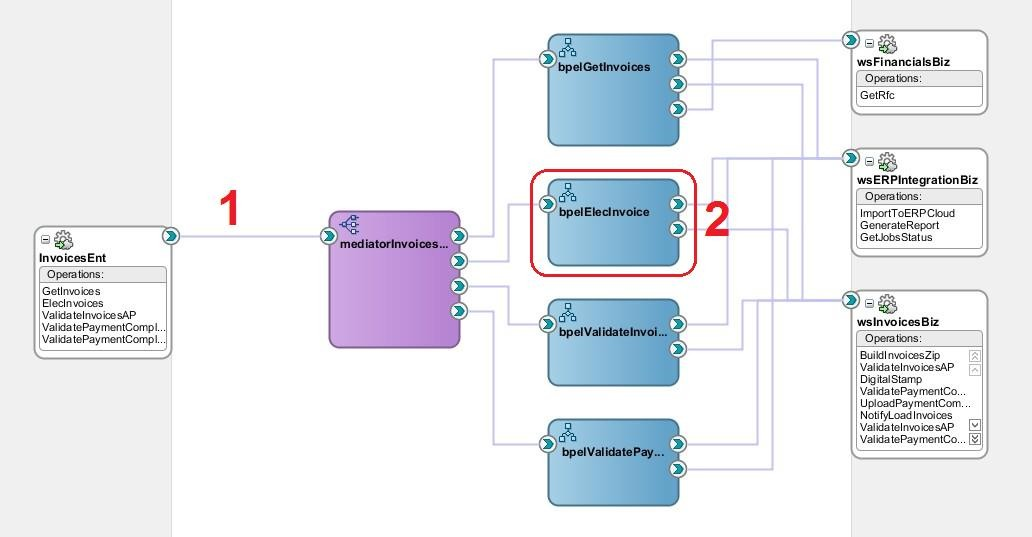 InvoicesEnt
Operations:
GetInvoices
ElecInvoices
ValidateInvoicesAP
ValidatePaymentCompl...
ValidatePaymentCompl...
1
mediatorInvoices...
bpelGetInvoices
bpelElecInvoice
2
bpelValidateInvoi...
bpelValidatePay...
wsFinancialsBiz
Operations:
GetRfc
wsERPIntegrationBiz
Operations:
ImportToERPCloud
GenerateReport
GetJobsStatus
wsInvoicesBiz
Operations:
BuildInvoicesZip
ValidateInvoicesAP
DigitalStamp
ValidatePaymentCo...
UploadPaymentCom...
NotifyLoadInvoices
ValidateInvoicesAP
ValidatePaymentCo...